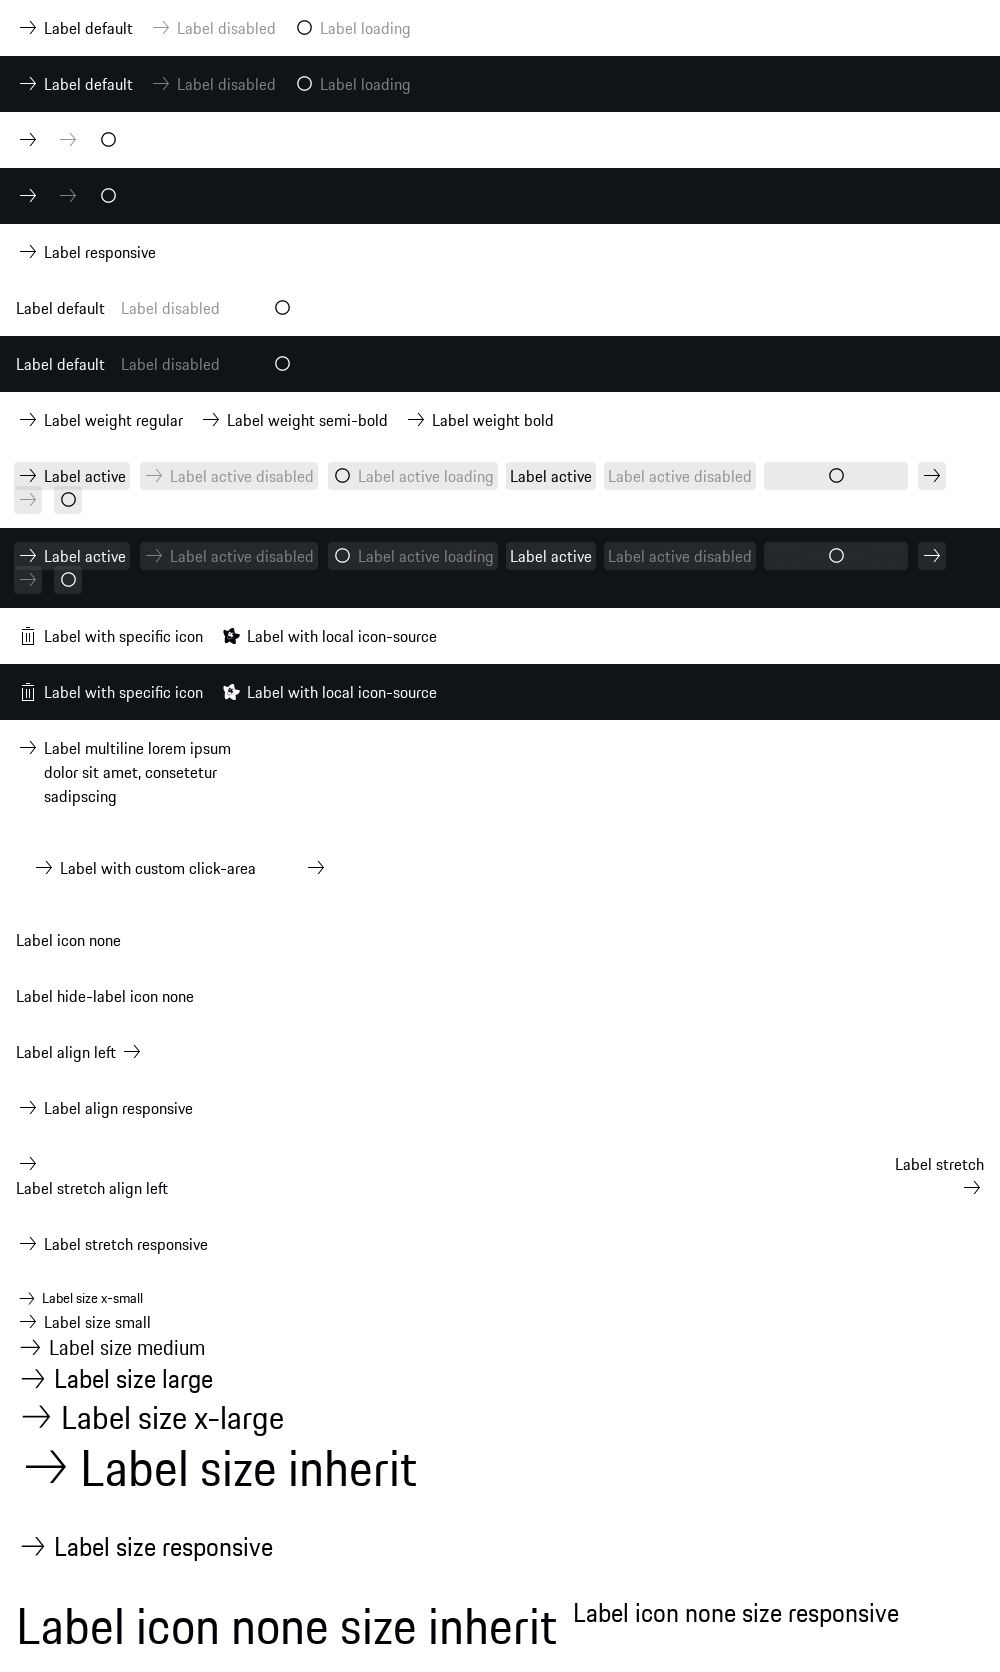 Label default Label disabled Label loading
Label default Label disabled Label loading
Label responsive
Label default Label disabled
Label default Label disabled
Label weight regular Label weight semi-bold Label weight bold
Label active Label active disabled Label active loading Label active Label active disabled
Label active Label active disabled Label active loading Label active Label active disabled
Label with specific icon Label with local icon-source
Label with specific icon Label with local icon-source
Label multiline lorem ipsum
dolor sit amet, consetetur
sadipscing
Label with custom click-area
Label icon none
Label hide-label icon none
Label align left
Label align responsive
Label stretch
Label stretch align left
Label stretch responsive
Label size x-small
Label size small
Label size medium
Label size large
Label size x-large
Label size inherit
Label size responsive
Label icon none size inherit Label icon none size responsive